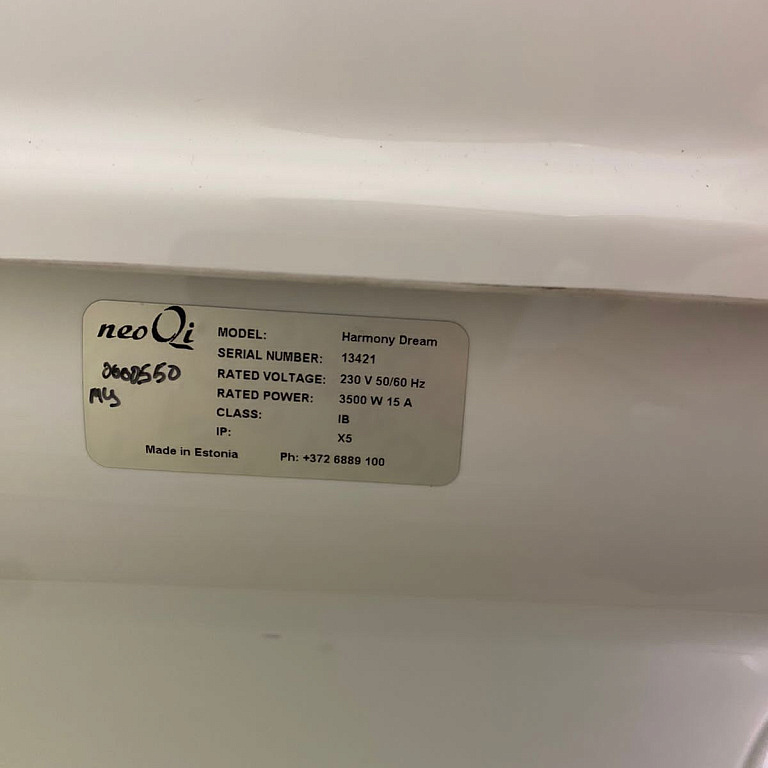 neoQi
MODEL: Harmony Dream
SERIAL NUMBER: 13421
RATED VOLTAGE: 230 V 50/60 Hz
RATED POWER: 3500 W 15 A
CLASS: IB
IP: X5
Made in Estonia Ph: +372 6889 100